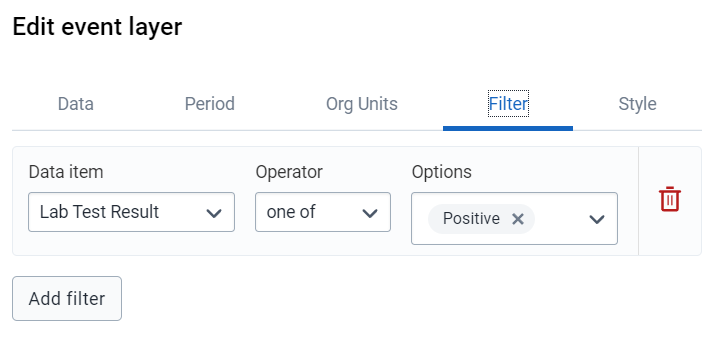 Edit event layer
Data Period Org Units Filter Style
Data item Operator Options
Lab Test Result one of Positive
Add filter